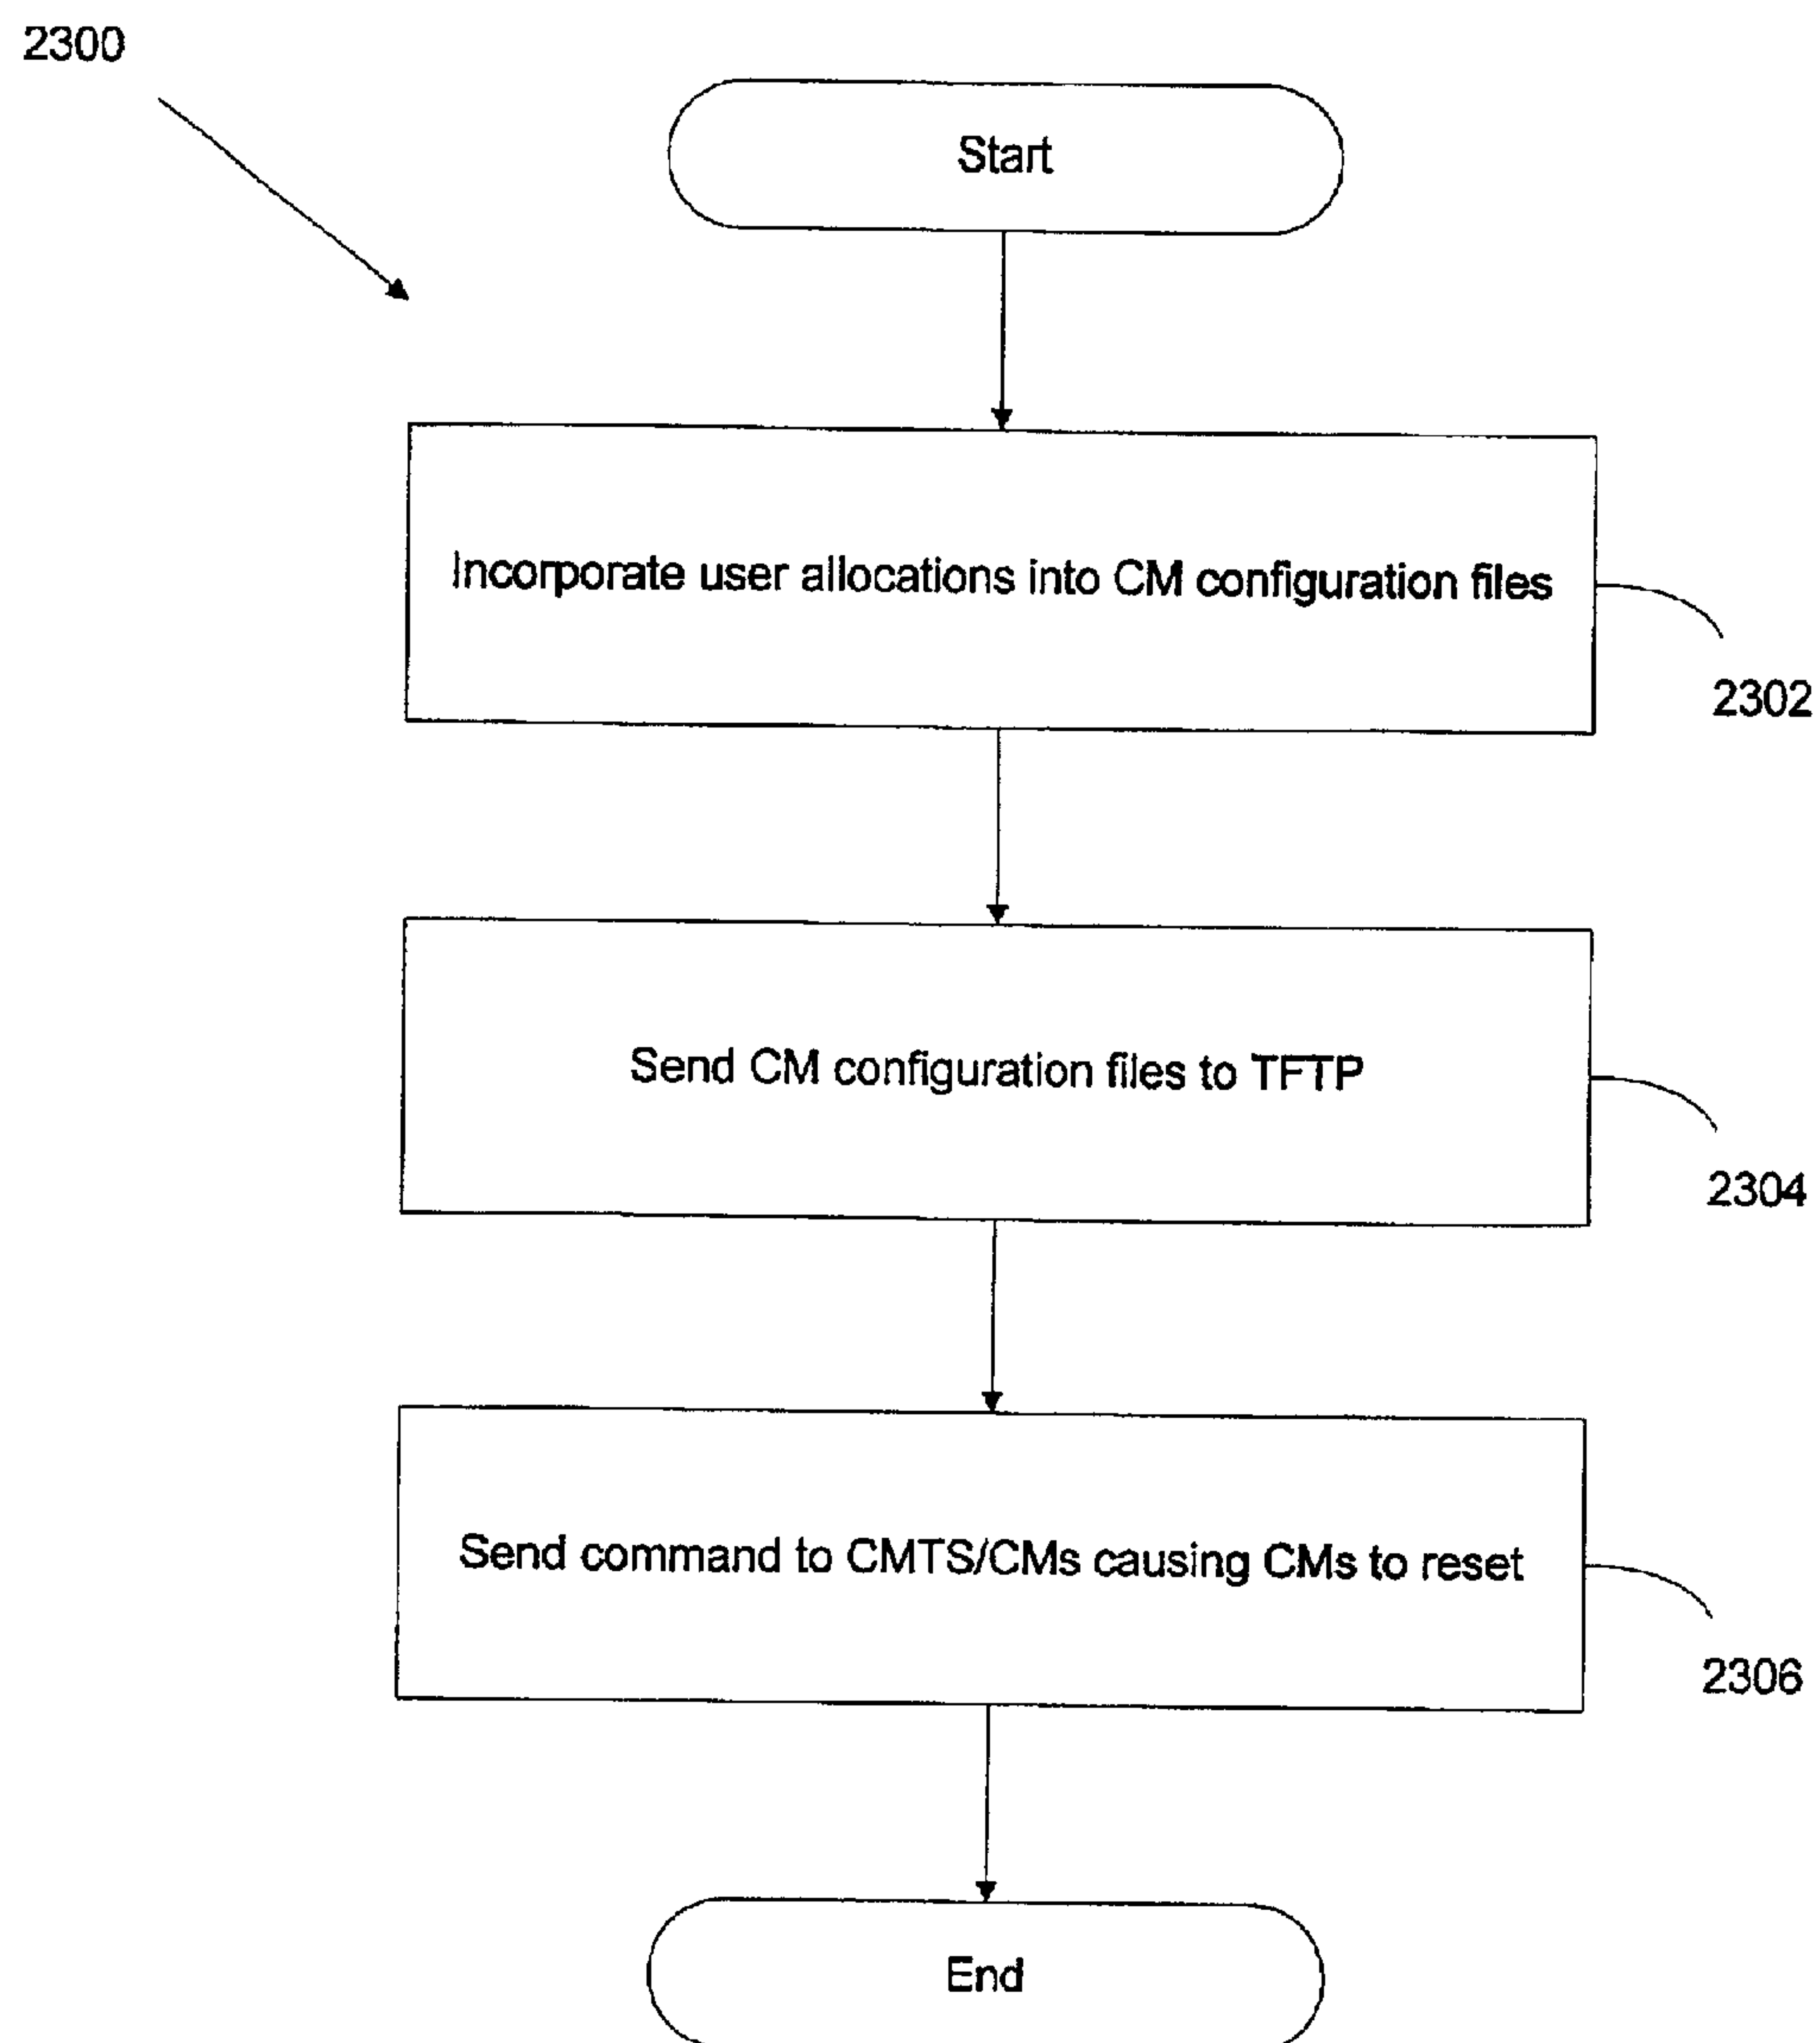 2300
Start
Incorporate user allocations into CM configuration files
2302
Send CM configuration files to TFTP
2304
Send command to CMTS/CMs causing CMs to reset
2306
End